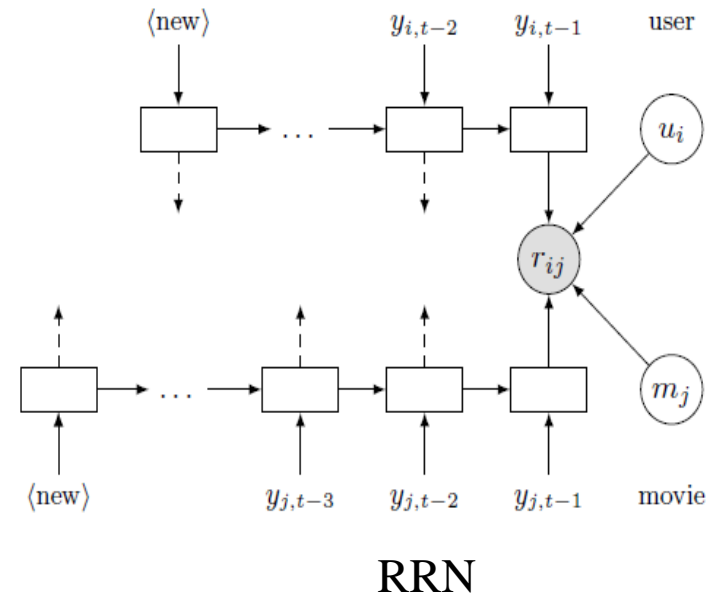 ⟨new⟩ y_{i,t−2} y_{i,t−1} user
. . . u_i
r_{ij}
. . . m_j
⟨new⟩ y_{j,t−3} y_{j,t−2} y_{j,t−1} movie
RRN